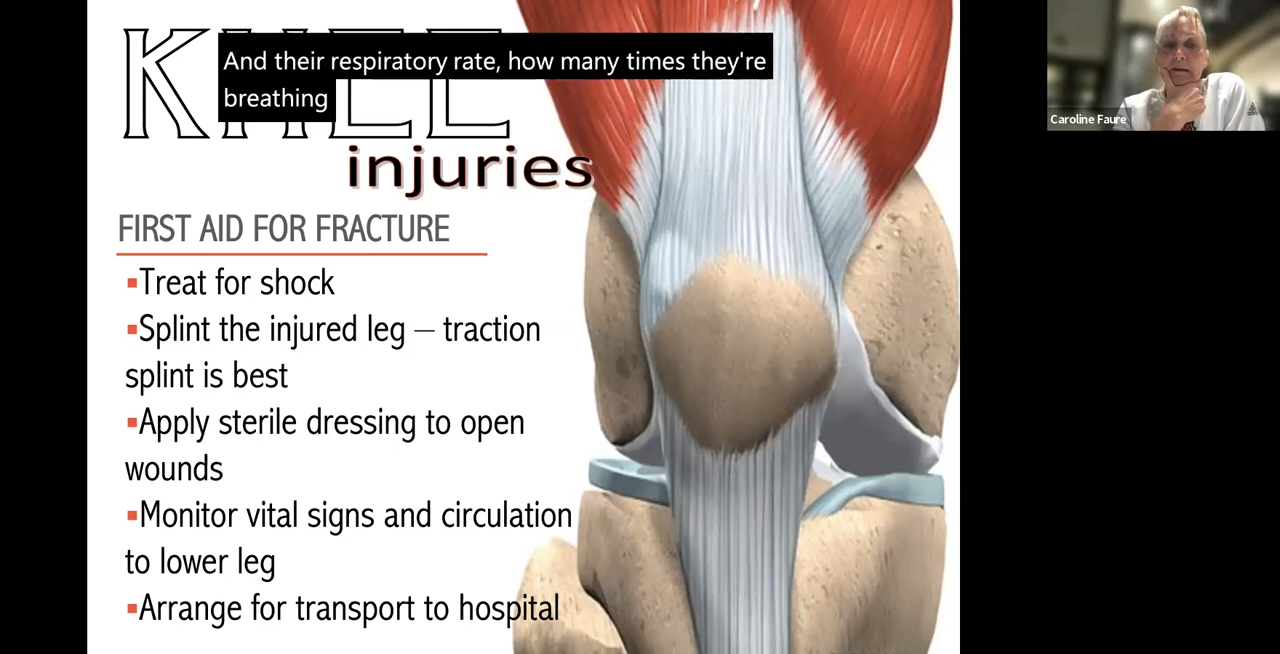 KNEE
And their respiratory rate, how many times they're
breathing
injuries
FIRST AID FOR FRACTURE
▪Treat for shock
▪Splint the injured leg – traction
splint is best
▪Apply sterile dressing to open
wounds
▪Monitor vital signs and circulation
to lower leg
▪Arrange for transport to hospital
Caroline Faure